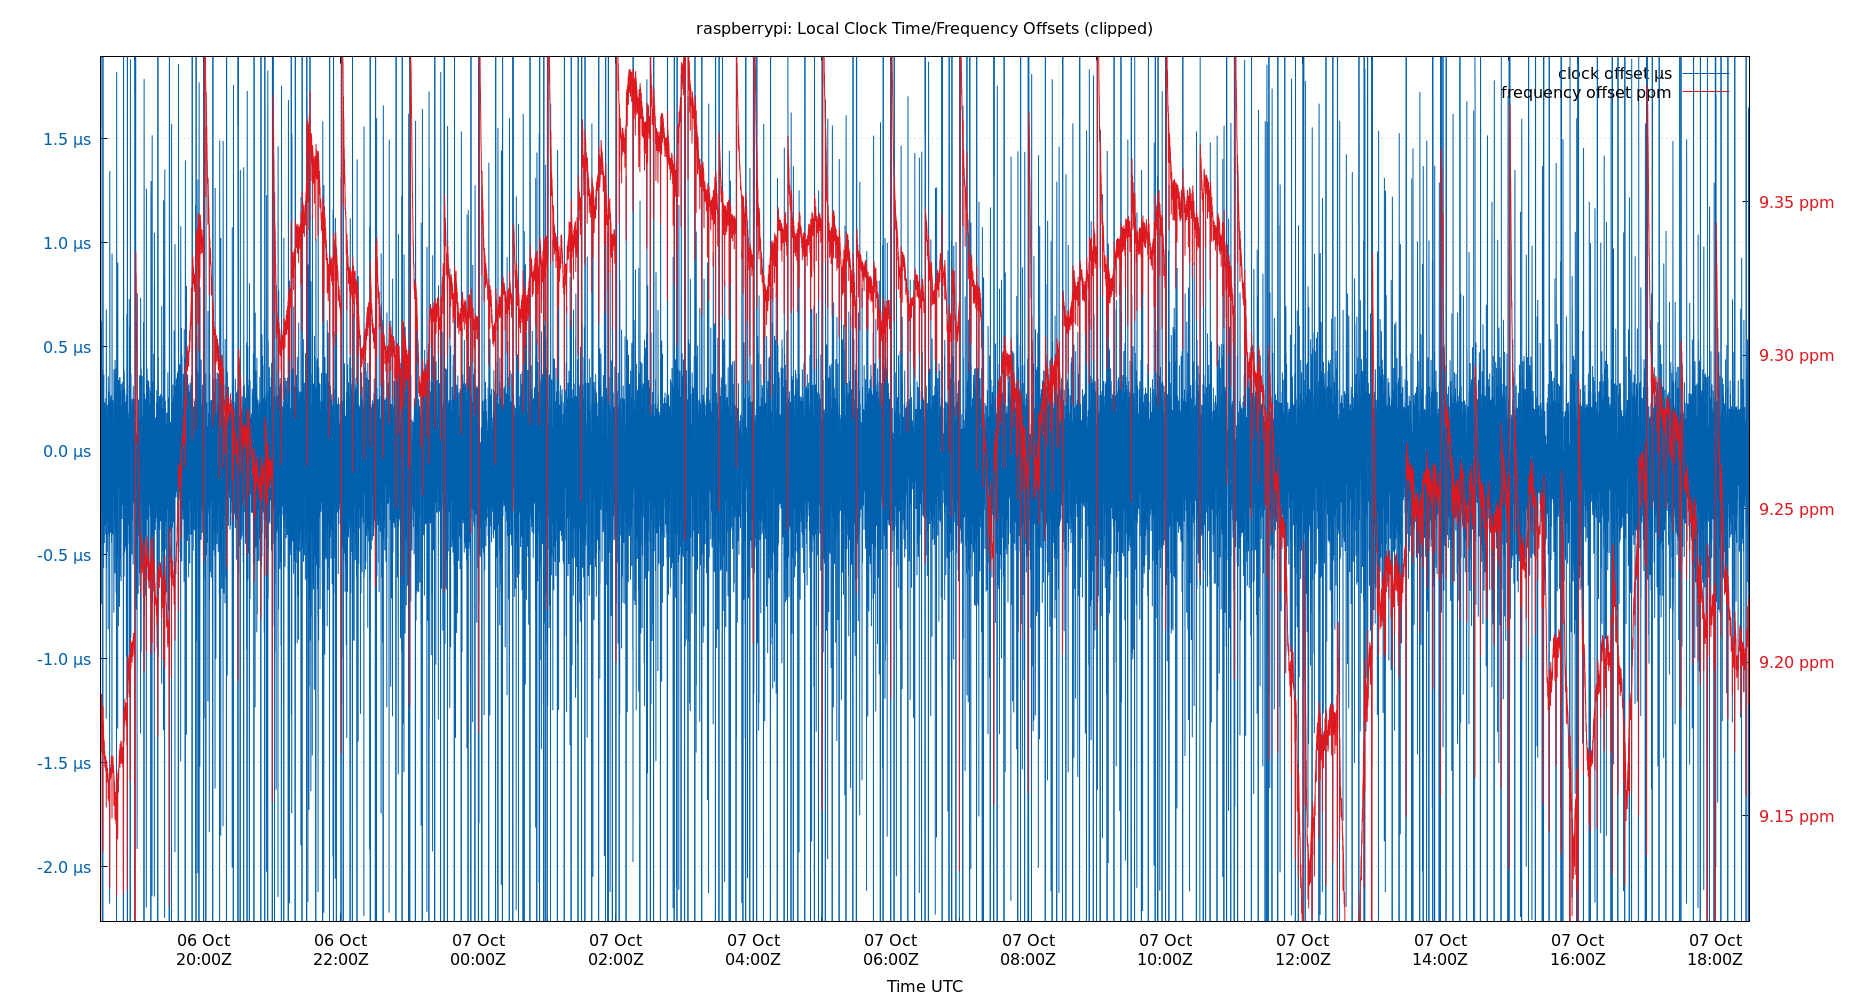 raspberrypi: Local Clock Time/Frequency Offsets (clipped)
clock offset µs
frequency offset ppm
1.5 µs
1.0 µs
0.5 µs
0.0 µs
-0.5 µs
-1.0 µs
-1.5 µs
-2.0 µs
9.35 ppm
9.30 ppm
9.25 ppm
9.20 ppm
9.15 ppm
06 Oct 06 Oct 07 Oct 07 Oct 07 Oct 07 Oct 07 Oct 07 Oct 07 Oct 07 Oct 07 Oct 07 Oct
20:00Z 22:00Z 00:00Z 02:00Z 04:00Z 06:00Z 08:00Z 10:00Z 12:00Z 14:00Z 16:00Z 18:00Z
Time UTC